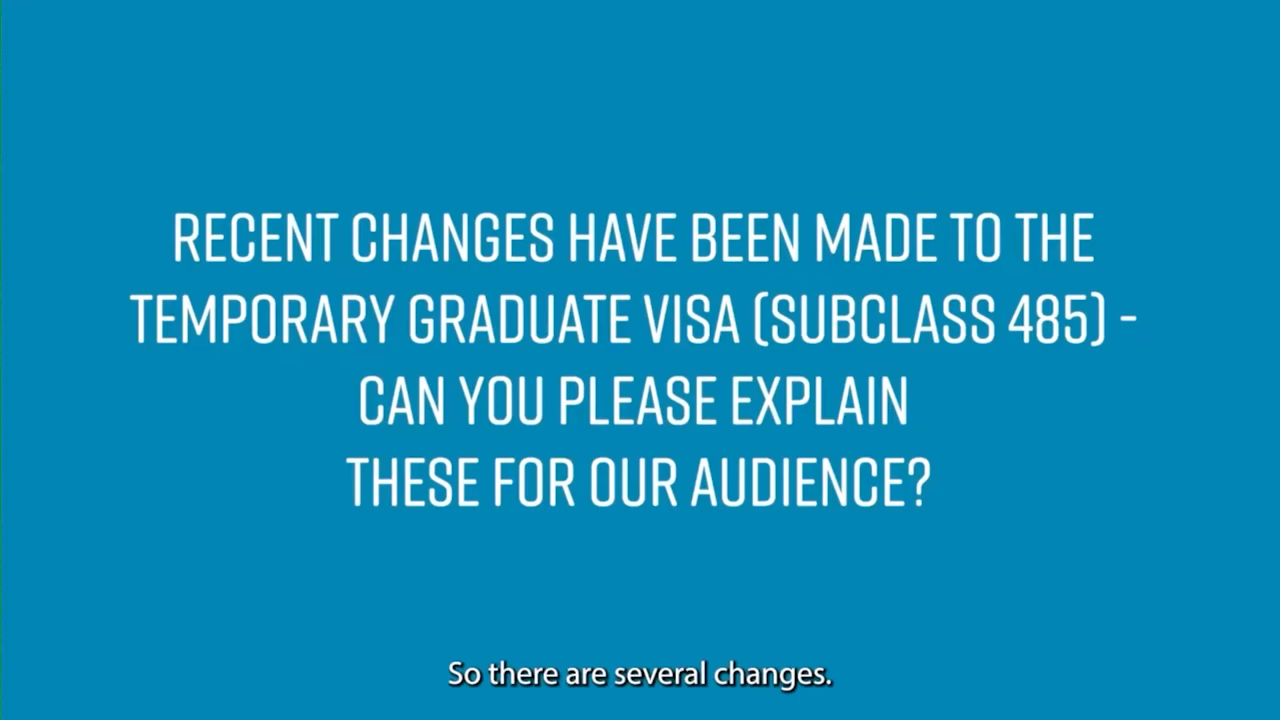 RECENT CHANGES HAVE BEEN MADE TO THE
TEMPORARY GRADUATE VISA (SUBCLASS 485) -
CAN YOU PLEASE EXPLAIN
THESE FOR OUR AUDIENCE?
So there are several changes.